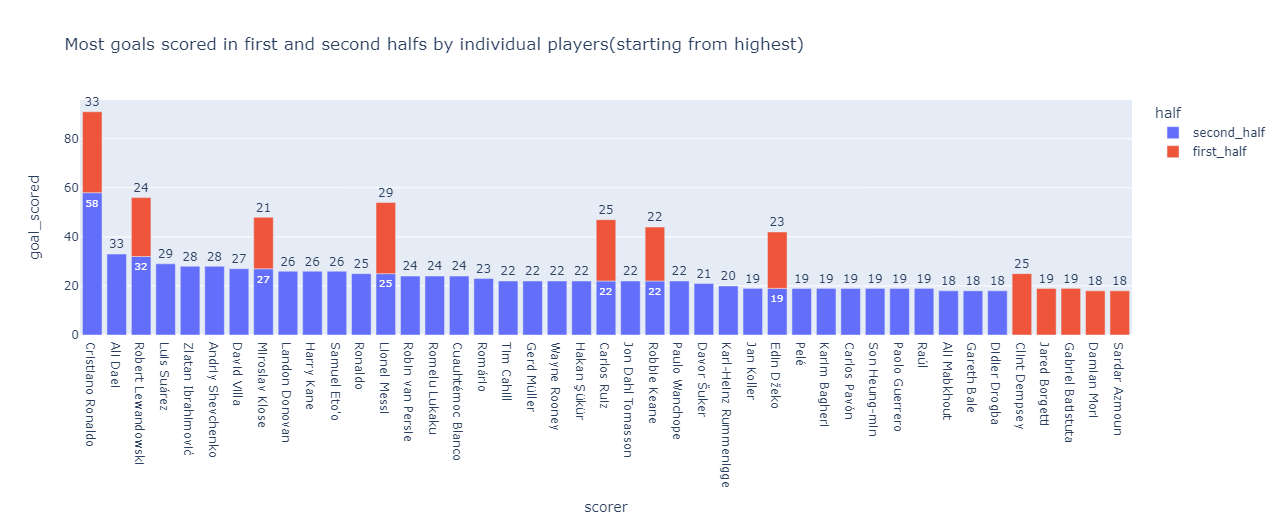 Most goals scored in first and second halfs by individual players(starting from highest)
half
second_half
first_half
goal_scored
80
60
40
20
0
33
58
33
24
32
29
28
28
27
21
27
26
26
26
25
29
25
24
24
24
23
22
22
22
22
25
22
22
22
22
22
21
20
19
23
19
19
19
19
19
19
19
18
18
18
25
19
19
18
18
Cristiano Ronaldo
Ali Daei
Robert Lewandowski
Luis Suárez
Zlatan Ibrahimović
Andriy Shevchenko
David Villa
Miroslav Klose
Landon Donovan
Harry Kane
Samuel Eto'o
Ronaldo
Lionel Messi
Robin van Persie
Romelu Lukaku
Cuauhtémoc Blanco
Romário
Tim Cahill
Gerd Müller
Wayne Rooney
Hakan Şükür
Carlos Ruiz
Jon Dahl Tomasson
Robbie Keane
Paulo Wanchope
Davor Šuker
Karl-Heinz Rummenigge
Jan Koller
Edin Džeko
Pelé
Karim Bagheri
Carlos Pavón
Son Heung-min
Paolo Guerrero
Raúl
Ali Mabkhout
Gareth Bale
Didier Drogba
Clint Dempsey
Jared Borgetti
Gabriel Batistuta
Damian Mori
Sardar Azmoun
scorer